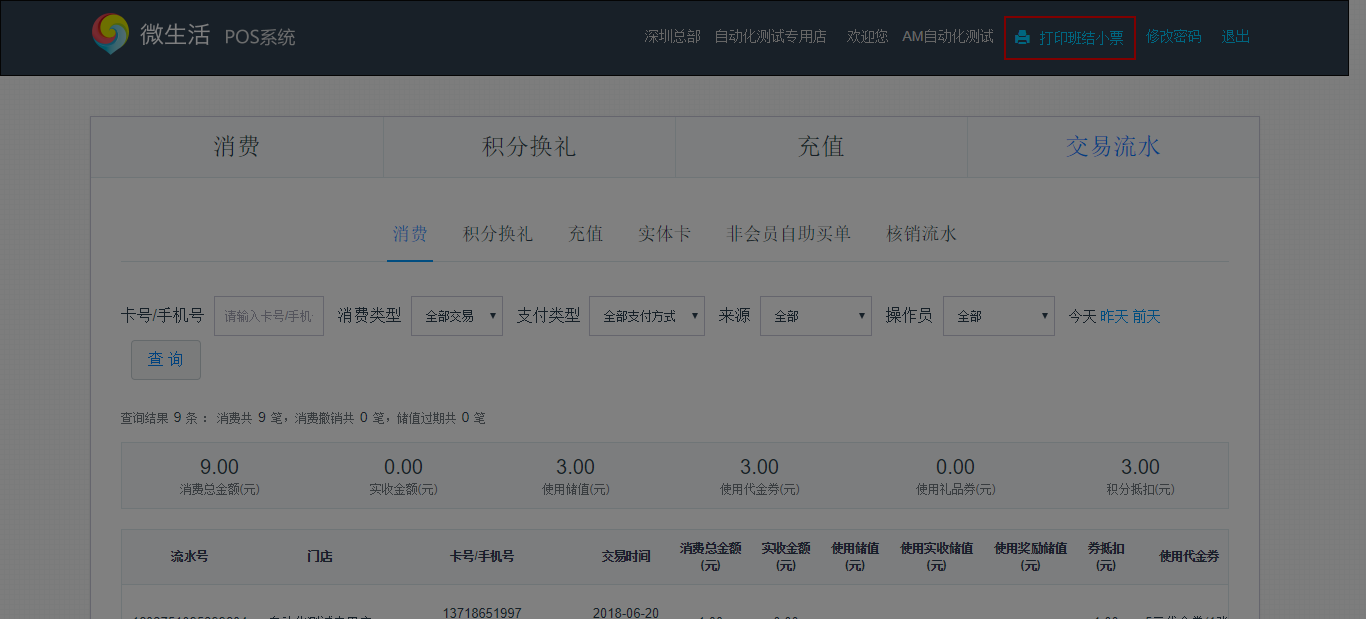 微生活 POS系统
深圳总部 自动化测试专用店 欢迎您 AM自动化测试 打印班结小票 修改密码 退出
消费 积分换礼 充值 交易流水
消费 积分换礼 充值 实体卡 非会员自助买单 核销流水
卡号/手机号 请输入卡号/手机 消费类型 全部交易 支付类型 全部支付方式 来源 全部 操作员 全部 今天 昨天 前天
查 询
查询结果 9 条： 消费共 9 笔，消费撤销共 0 笔，储值过期共 0 笔
9.00 0.00 3.00 3.00 0.00 3.00
消费总金额(元) 实收金额(元) 使用储值(元) 使用代金券(元) 使用礼品券(元) 积分抵扣(元)
流水号 门店 卡号/手机号 交易时间 消费总金额(元) 实收金额(元) 使用储值(元) 使用实收储值(元) 使用奖励储值(元) 券抵扣(元) 使用代金券
13718651997 2018-06-20